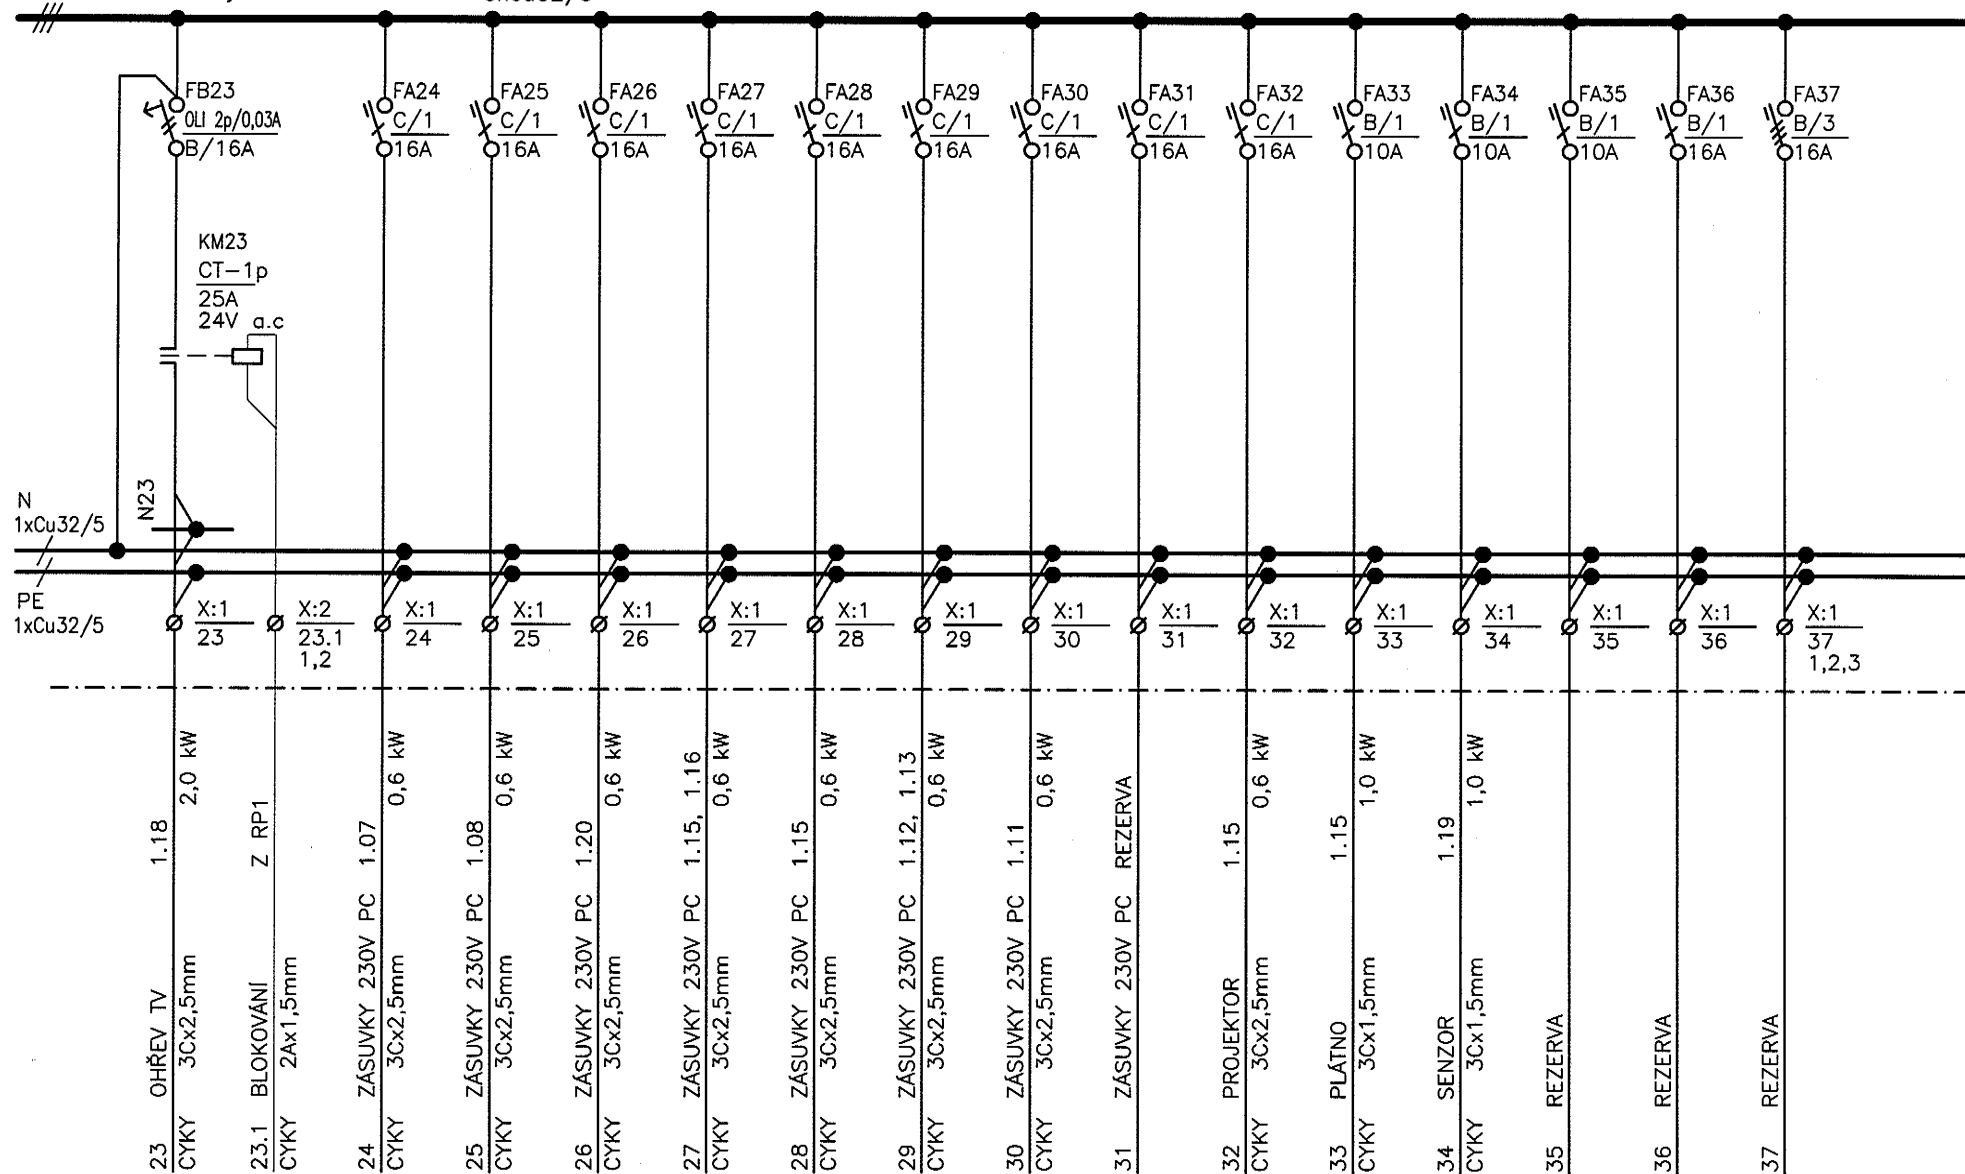 FB23
OLI 2p/0,03A
B/16A
FA24
C/1
16A
FA25
C/1
16A
FA26
C/1
16A
FA27
C/1
16A
FA28
C/1
16A
FA29
C/1
16A
FA30
C/1
16A
FA31
C/1
16A
FA32
C/1
16A
FA33
B/1
10A
FA34
B/1
10A
FA35
B/1
10A
FA36
B/1
16A
FA37
B/3
16A
KM23
CT-1p
25A
24V a.c
N
1xCu32/5
N23
PE
1xCu32/5
X:1
23
X:2
23.1
1,2
X:1
24
X:1
25
X:1
26
X:1
27
X:1
28
X:1
29
X:1
30
X:1
31
X:1
32
X:1
33
X:1
34
X:1
35
X:1
36
X:1
37
1,2,3
23 OHŘEV TV 1.18
CYKY 3Cx2,5mm 2,0 kW
23.1 BLOKOVÁNÍ Z RP1
CYKY 2Ax1,5mm
24 ZÁSUVKY 230V PC 1.07
CYKY 3Cx2,5mm 0,6 kW
25 ZÁSUVKY 230V PC 1.08
CYKY 3Cx2,5mm 0,6 kW
26 ZÁSUVKY 230V PC 1.20
CYKY 3Cx2,5mm 0,6 kW
27 ZÁSUVKY 230V PC 1.15, 1.16
CYKY 3Cx2,5mm 0,6 kW
28 ZÁSUVKY 230V PC 1.15
CYKY 3Cx2,5mm 0,6 kW
29 ZÁSUVKY 230V PC 1.12, 1.13
CYKY 3Cx2,5mm 0,6 kW
30 ZÁSUVKY 230V PC 1.11
CYKY 3Cx2,5mm 0,6 kW
31 ZÁSUVKY 230V PC REZERVA
32 PROJEKTOR 1.15
CYKY 3Cx2,5mm 0,6 kW
33 PLÁTNO 1.15
CYKY 3Cx1,5mm 1,0 kW
34 SENZOR 1.19
CYKY 3Cx1,5mm 1,0 kW
35 REZERVA
36 REZERVA
37 REZERVA